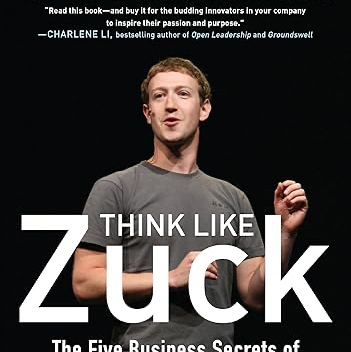 "Read this book—and buy it for the budding innovators in your company
to inspire their passion and purpose."
—CHARLENE LI, bestselling author of Open Leadership and Groundswell
THINK LIKE
Zuck
The Five Business Secrets of